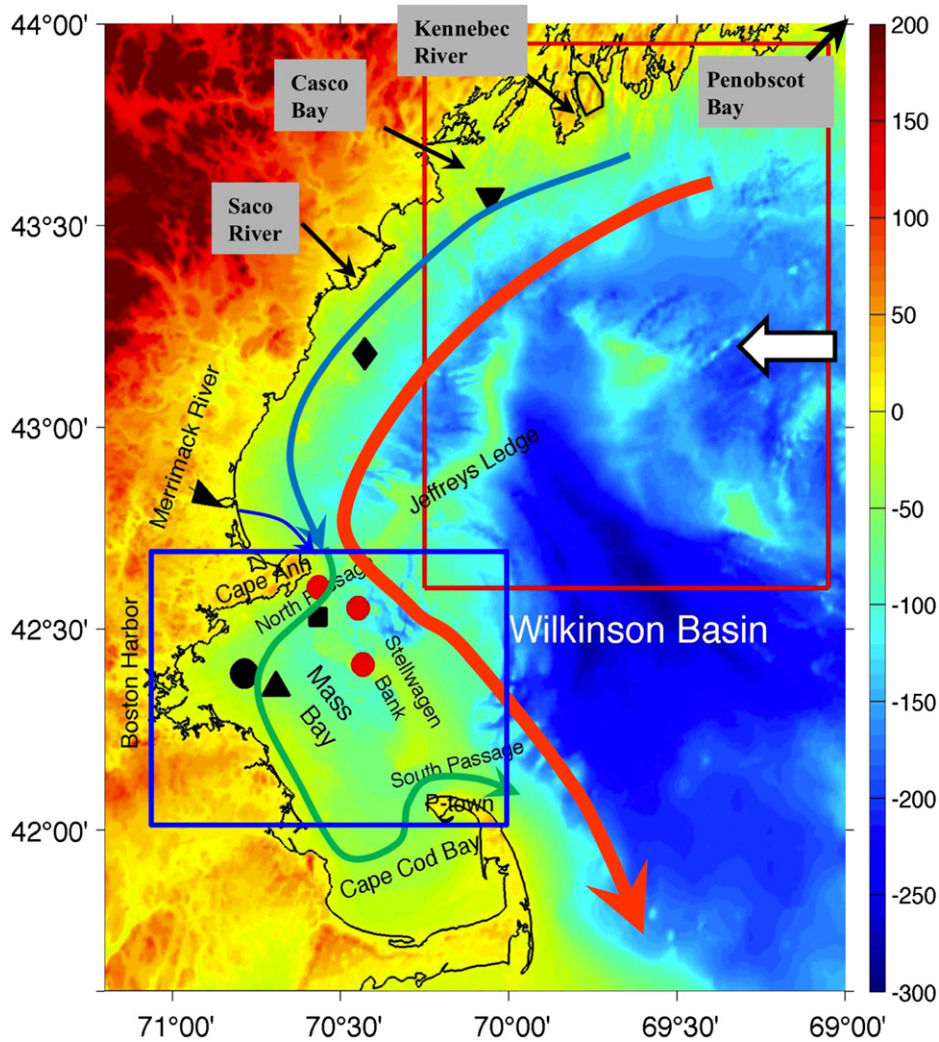 44°00'
43°30'
43°00'
42°30'
42°00'
Kennebec
River
Casco
Bay
Penobscot
Bay
Saco
River
Merrimack River
Jeffreys Ledge
Cape Ann
North Passage
Boston Harbor
Wilkinson Basin
Stellwagen
Bank
Mass
Bay
South Passage
P-town
Cape Cod Bay
71°00'
70°30'
70°00'
69°30'
69°00'
200
150
100
50
0
-50
-100
-150
-200
-250
-300